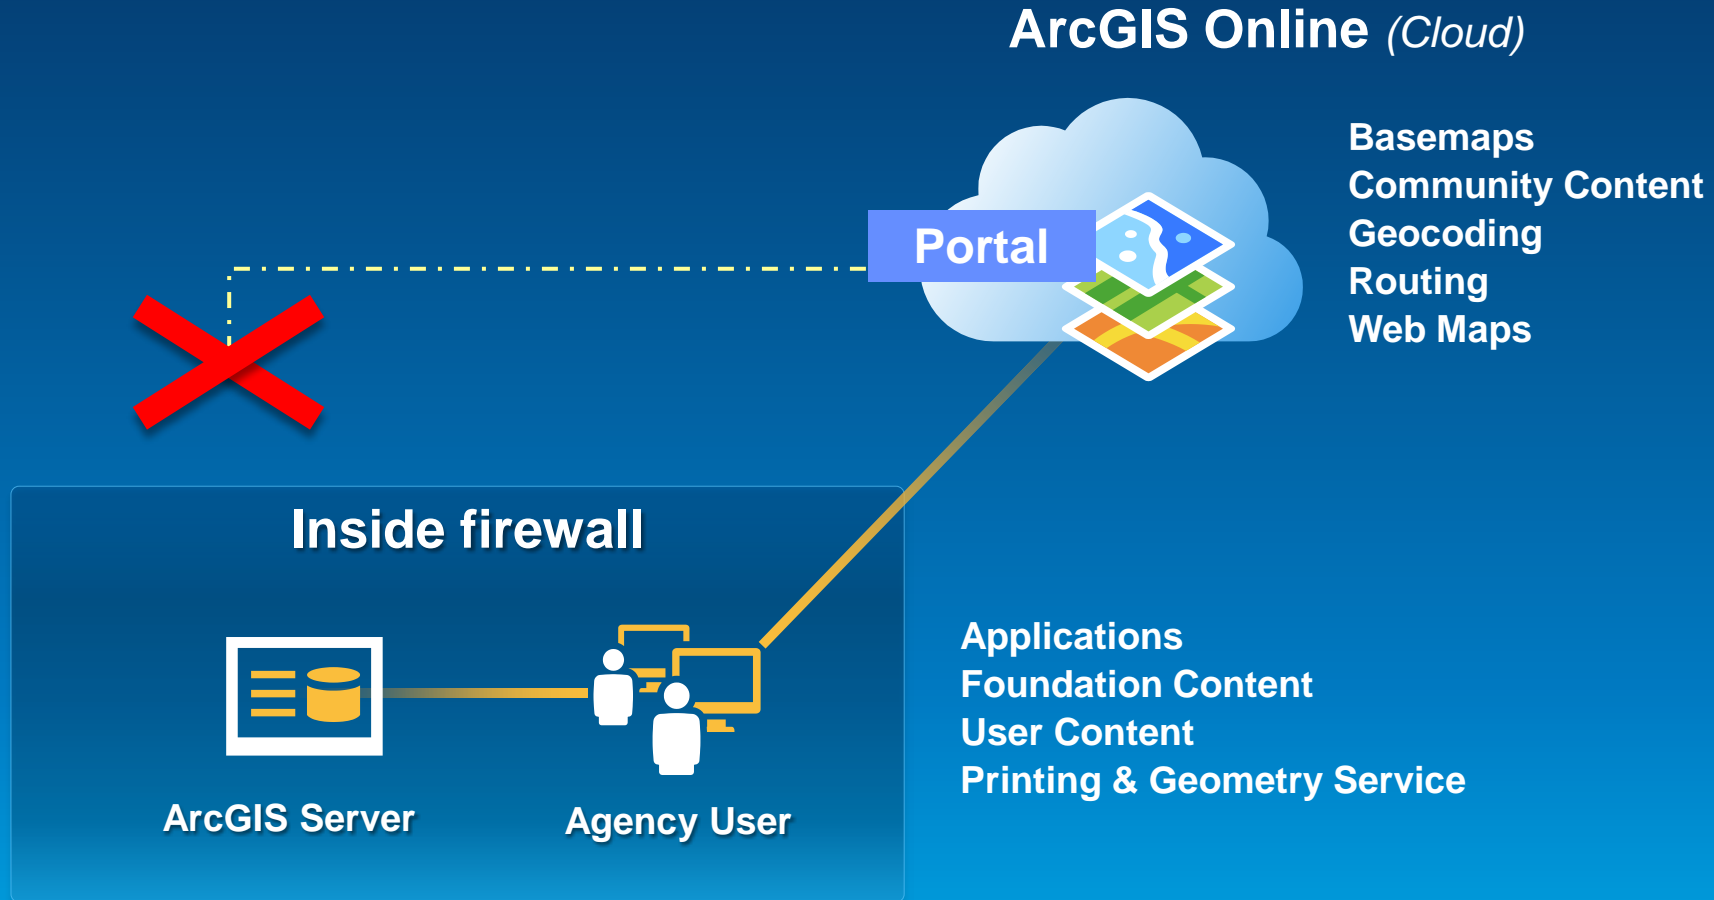 ArcGIS Online (Cloud)
Basemaps
Community Content
Geocoding
Routing
Web Maps
Portal
Inside firewall
ArcGIS Server
Agency User
Applications
Foundation Content
User Content
Printing & Geometry Service